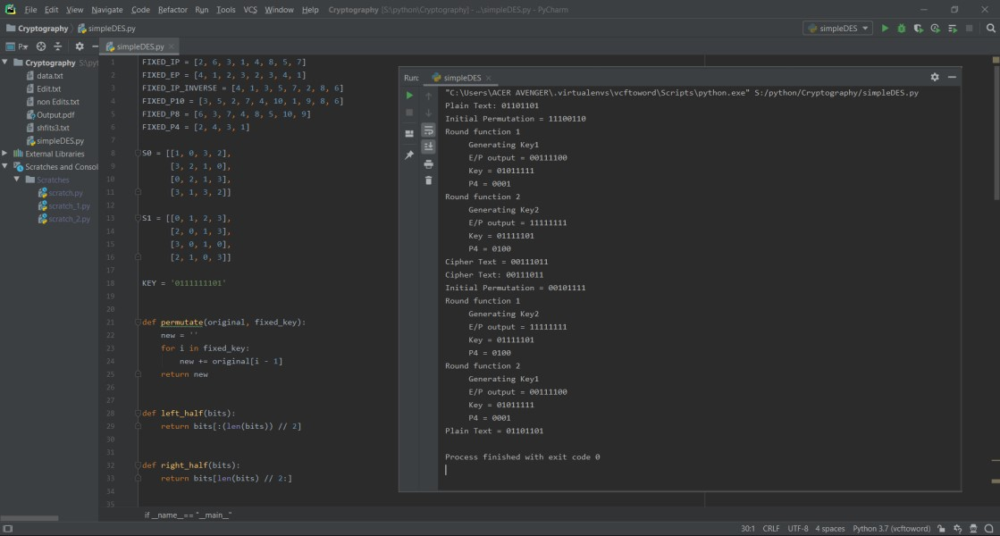 File Edit View Navigate Code Refactor Run Tools VCS Window Help Cryptography [S:\python\Cryptography] - ...\simpleDES.py - PyCharm
Cryptography simpleDES.py simpleDES
simpleDES.py
Cryptography S:\pyt
data.txt
Edit.txt
non Edits.txt
Output.pdf
shfits3.txt
simpleDES.py
External Libraries
Scratches and Consol
Scratches
scratch.py
scratch_1.py
scratch_2.py
1 FIXED_IP = [2, 6, 3, 1, 4, 8, 5, 7]
2 FIXED_EP = [4, 1, 2, 3, 2, 3, 4, 1]
3 FIXED_IP_INVERSE = [4, 1, 3, 5, 7, 2, 8, 6]
4 FIXED_P10 = [3, 5, 2, 7, 4, 10, 1, 9, 8, 6]
5 FIXED_P8 = [6, 3, 7, 4, 8, 5, 10, 9]
6 FIXED_P4 = [2, 4, 3, 1]
7
8 S0 = [[1, 0, 3, 2],
9 [3, 2, 1, 0],
10 [0, 2, 1, 3],
11 [3, 1, 3, 2]]
12
13 S1 = [[0, 1, 2, 3],
14 [2, 0, 1, 3],
15 [3, 0, 1, 0],
16 [2, 1, 0, 3]]
17
18 KEY = '0111111101'
19
20
21 def permutate(original, fixed_key):
22 new = ''
23 for i in fixed_key:
24 new += original[i - 1]
25 return new
26
27
28 def left_half(bits):
29 return bits[:(len(bits)) // 2]
30
31
32 def right_half(bits):
33 return bits[len(bits) // 2:]
34
35
if __name__ == "__main__"
Run: simpleDES
"C:\Users\ACER AVENGER\.virtualenvs\vcftoword\Scripts\python.exe" S:/python/Cryptography/simpleDES.py
Plain Text: 01101101
Initial Permutation = 11100110
Round function 1
Generating Key1
E/P output = 00111100
Key = 01011111
P4 = 0001
Round function 2
Generating Key2
E/P output = 11111111
Key = 01111101
P4 = 0100
Cipher Text = 00111011
Cipher Text: 00111011
Initial Permutation = 00101111
Round function 1
Generating Key2
E/P output = 11111111
Key = 01111101
P4 = 0100
Round function 2
Generating Key1
E/P output = 00111100
Key = 01011111
P4 = 0001
Plain Text = 01101101
Process finished with exit code 0
30:1 CRLF UTF-8 4 spaces Python 3.7 (vcftoword)